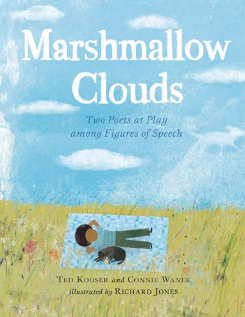 Marshmallow
Clouds
Two Poets at Play
among Figures of Speech
Ted Kooser and Connie Wanek
illustrated by Richard Jones